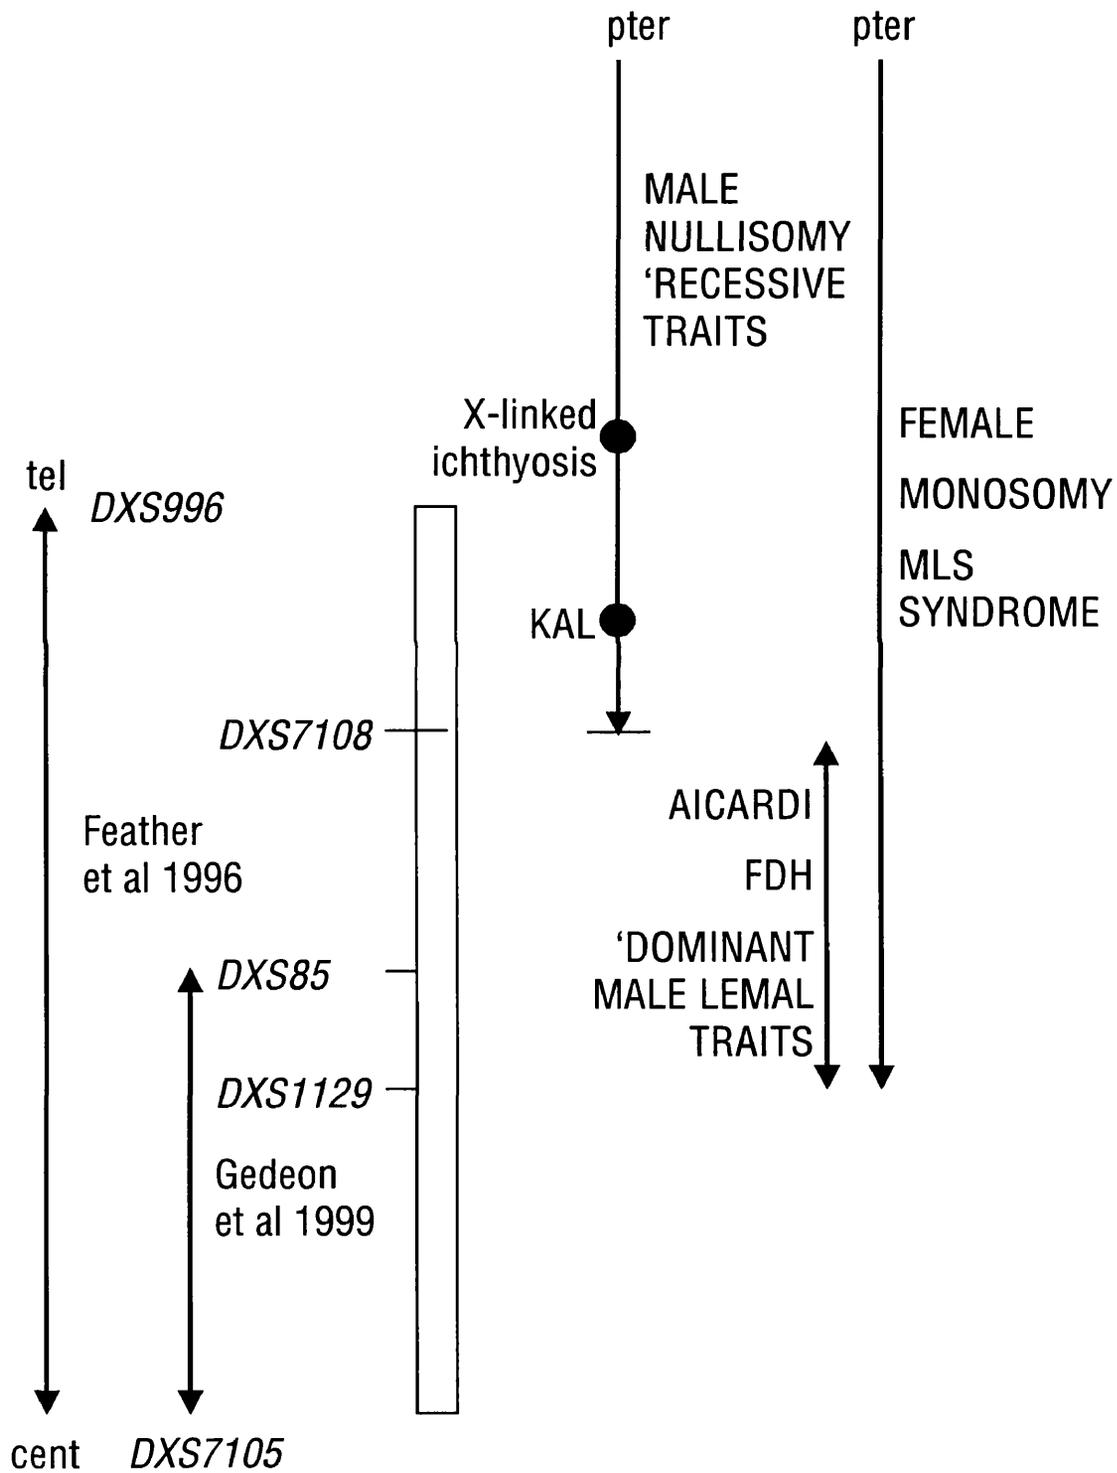 pter
pter
MALE
NULLISOMY
‘RECESSIVE
TRAITS
X-linked
ichthyosis
FEMALE
MONOSOMY
MLS
SYNDROME
tel
DXS996
KAL
DXS7108
AICARDI
FDH
‘DOMINANT
MALE LEMAL
TRAITS
Feather
et al 1996
DXS85
DXS1129
Gedeon
et al 1999
cent
DXS7105